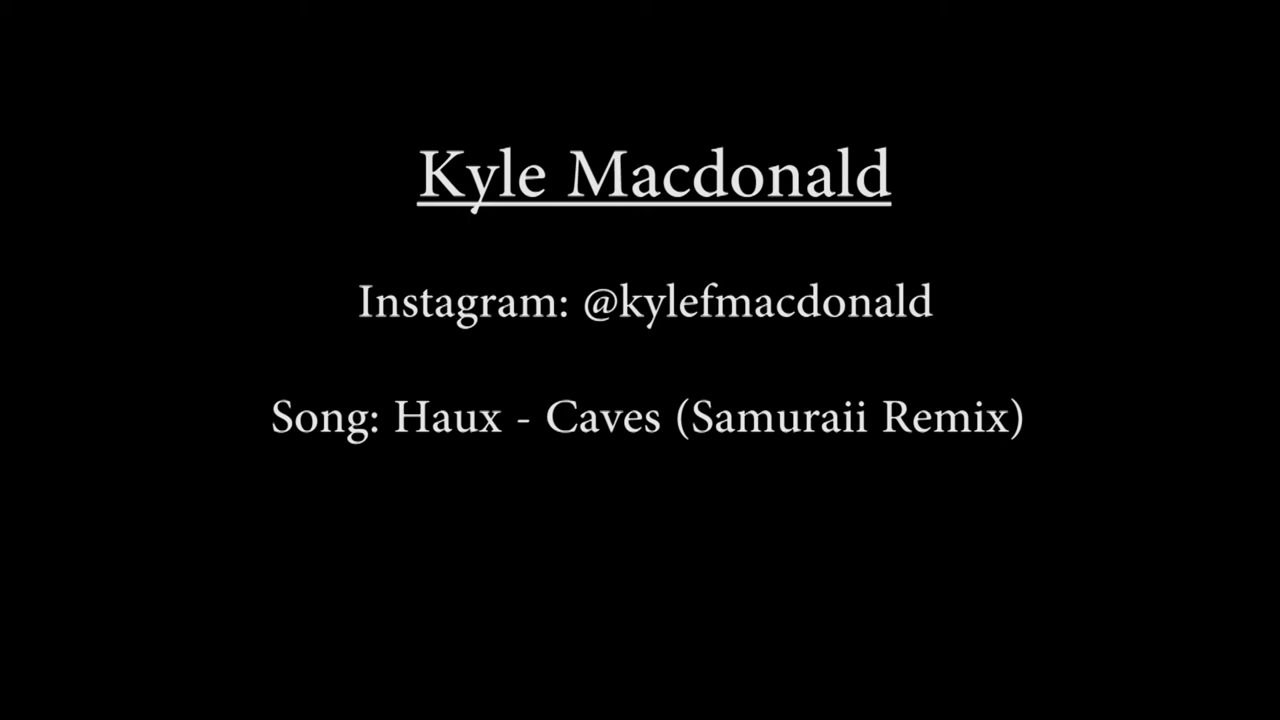 Kyle Macdonald
Instagram: @kylefmacdonald
Song: Haux - Caves (Samuraii Remix)